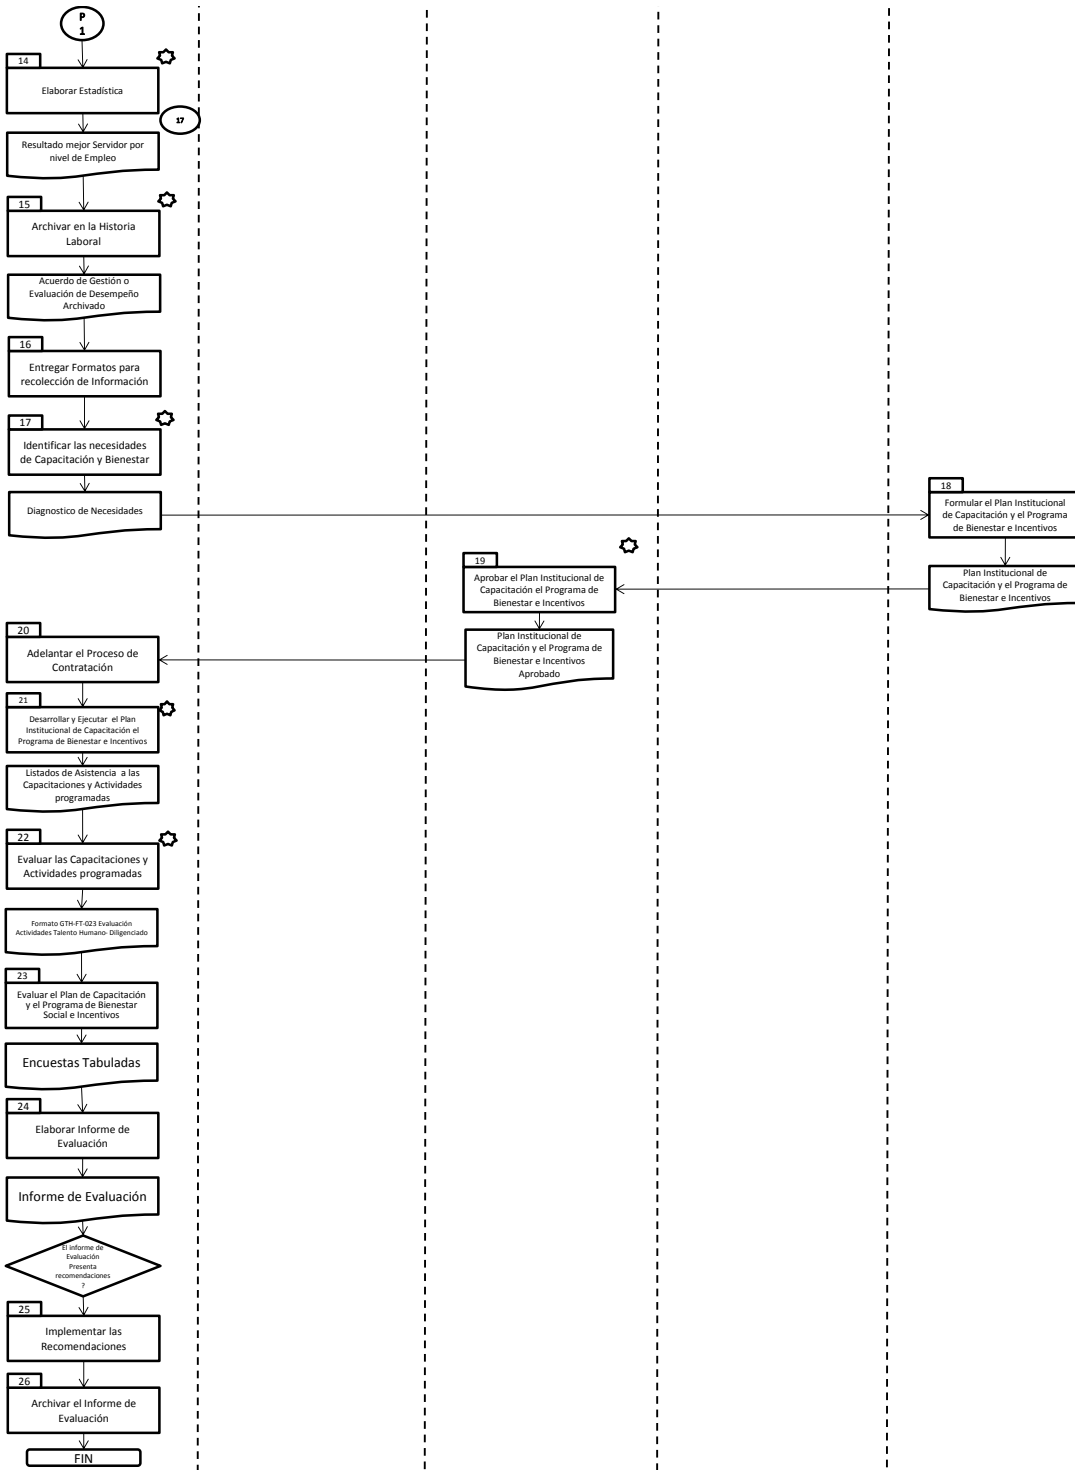 P
1
14
Elaborar Estadística
17
Resultado mejor Servidor por
nivel de Empleo
15
Archivar en la Historia
Laboral
Acuerdo de Gestión o
Evaluación de Desempeño
Archivado
16
Entregar Formatos para
recolección de Información
17
Identificar las necesidades
de Capacitación y Bienestar
Diagnostico de Necesidades
18
Formular el Plan Institucional
de Capacitación y el Programa
de Bienestar e Incentivos
Plan Institucional de
Capacitación y el Programa de
Bienestar e Incentivos
19
Aprobar el Plan Institucional de
Capacitación el Programa de
Bienestar e Incentivos
Plan Institucional de
Capacitación y el Programa de
Bienestar e Incentivos
Aprobado
20
Adelantar el Proceso de
Contratación
21
Desarrollar y Ejecutar el Plan
Institucional de Capacitación el
Programa de Bienestar e Incentivos
Listados de Asistencia a las
Capacitaciones y Actividades
programadas
22
Evaluar las Capacitaciones y
Actividades programadas
Formato GTH-FT-023 Evaluación
Actividades Talento Humano- Diligenciado
23
Evaluar el Plan de Capacitación
y el Programa de Bienestar
Social e Incentivos
Encuestas Tabuladas
24
Elaborar Informe de
Evaluación
Informe de Evaluación
El informe de
Evaluación
Presenta
recomendaciones
?
25
Implementar las
Recomendaciones
26
Archivar el Informe de
Evaluación
FIN